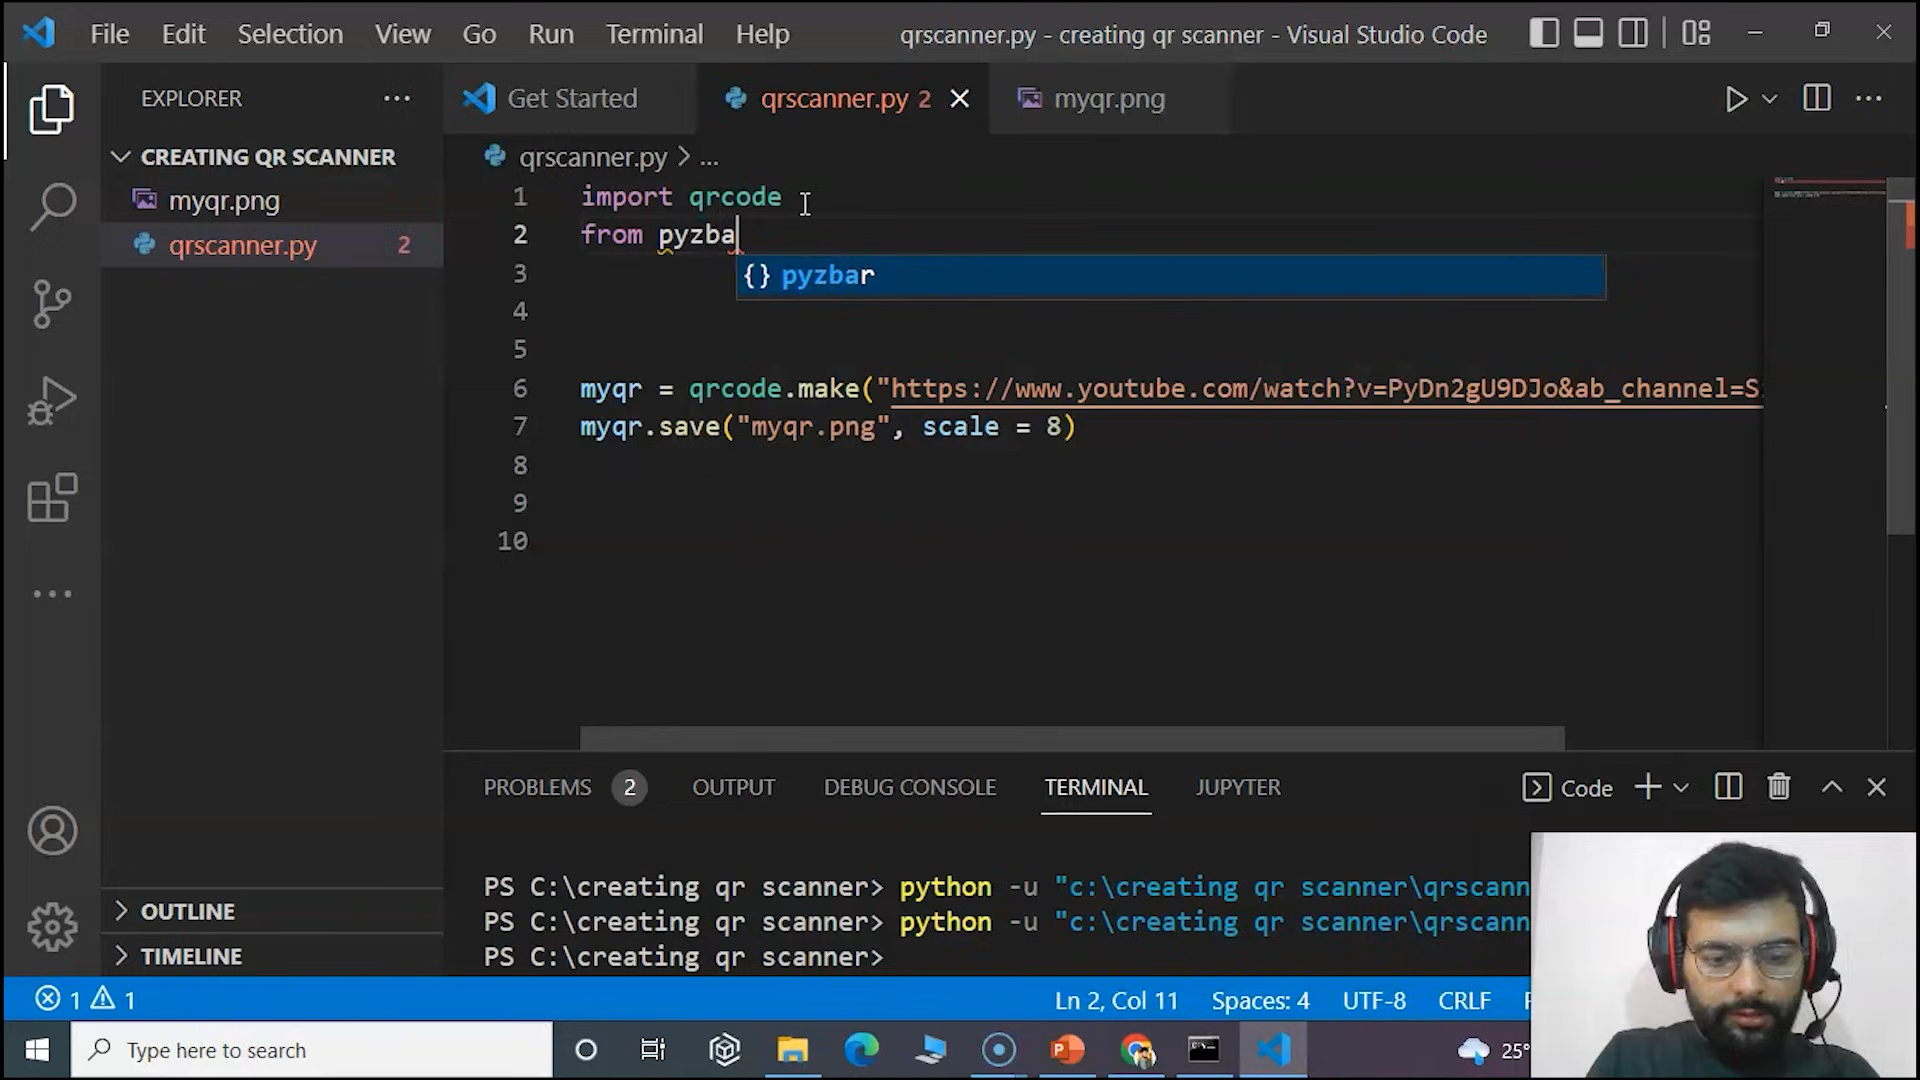 File Edit Selection View Go Run Terminal Help qrscanner.py - creating qr scanner - Visual Studio Code
EXPLORER
Get Started
qrscanner.py 2
myqr.png
CREATING QR SCANNER
myqr.png
qrscanner.py 2
qrscanner.py > ...
1 import qrcode
2 from pyzba
{} pyzbar
3
4
5
6 myqr = qrcode.make("https://www.youtube.com/watch?v=PyDn2gU9DJo&ab_channel=S
7 myqr.save("myqr.png", scale = 8)
8
9
10
PROBLEMS 2 OUTPUT DEBUG CONSOLE TERMINAL JUPYTER Code
PS C:\creating qr scanner> python -u "c:\creating qr scanner\qrscann
PS C:\creating qr scanner> python -u "c:\creating qr scanner\qrscann
PS C:\creating qr scanner>
OUTLINE
TIMELINE
1 1 Ln 2, Col 11 Spaces: 4 UTF-8 CRLF
Type here to search
25°